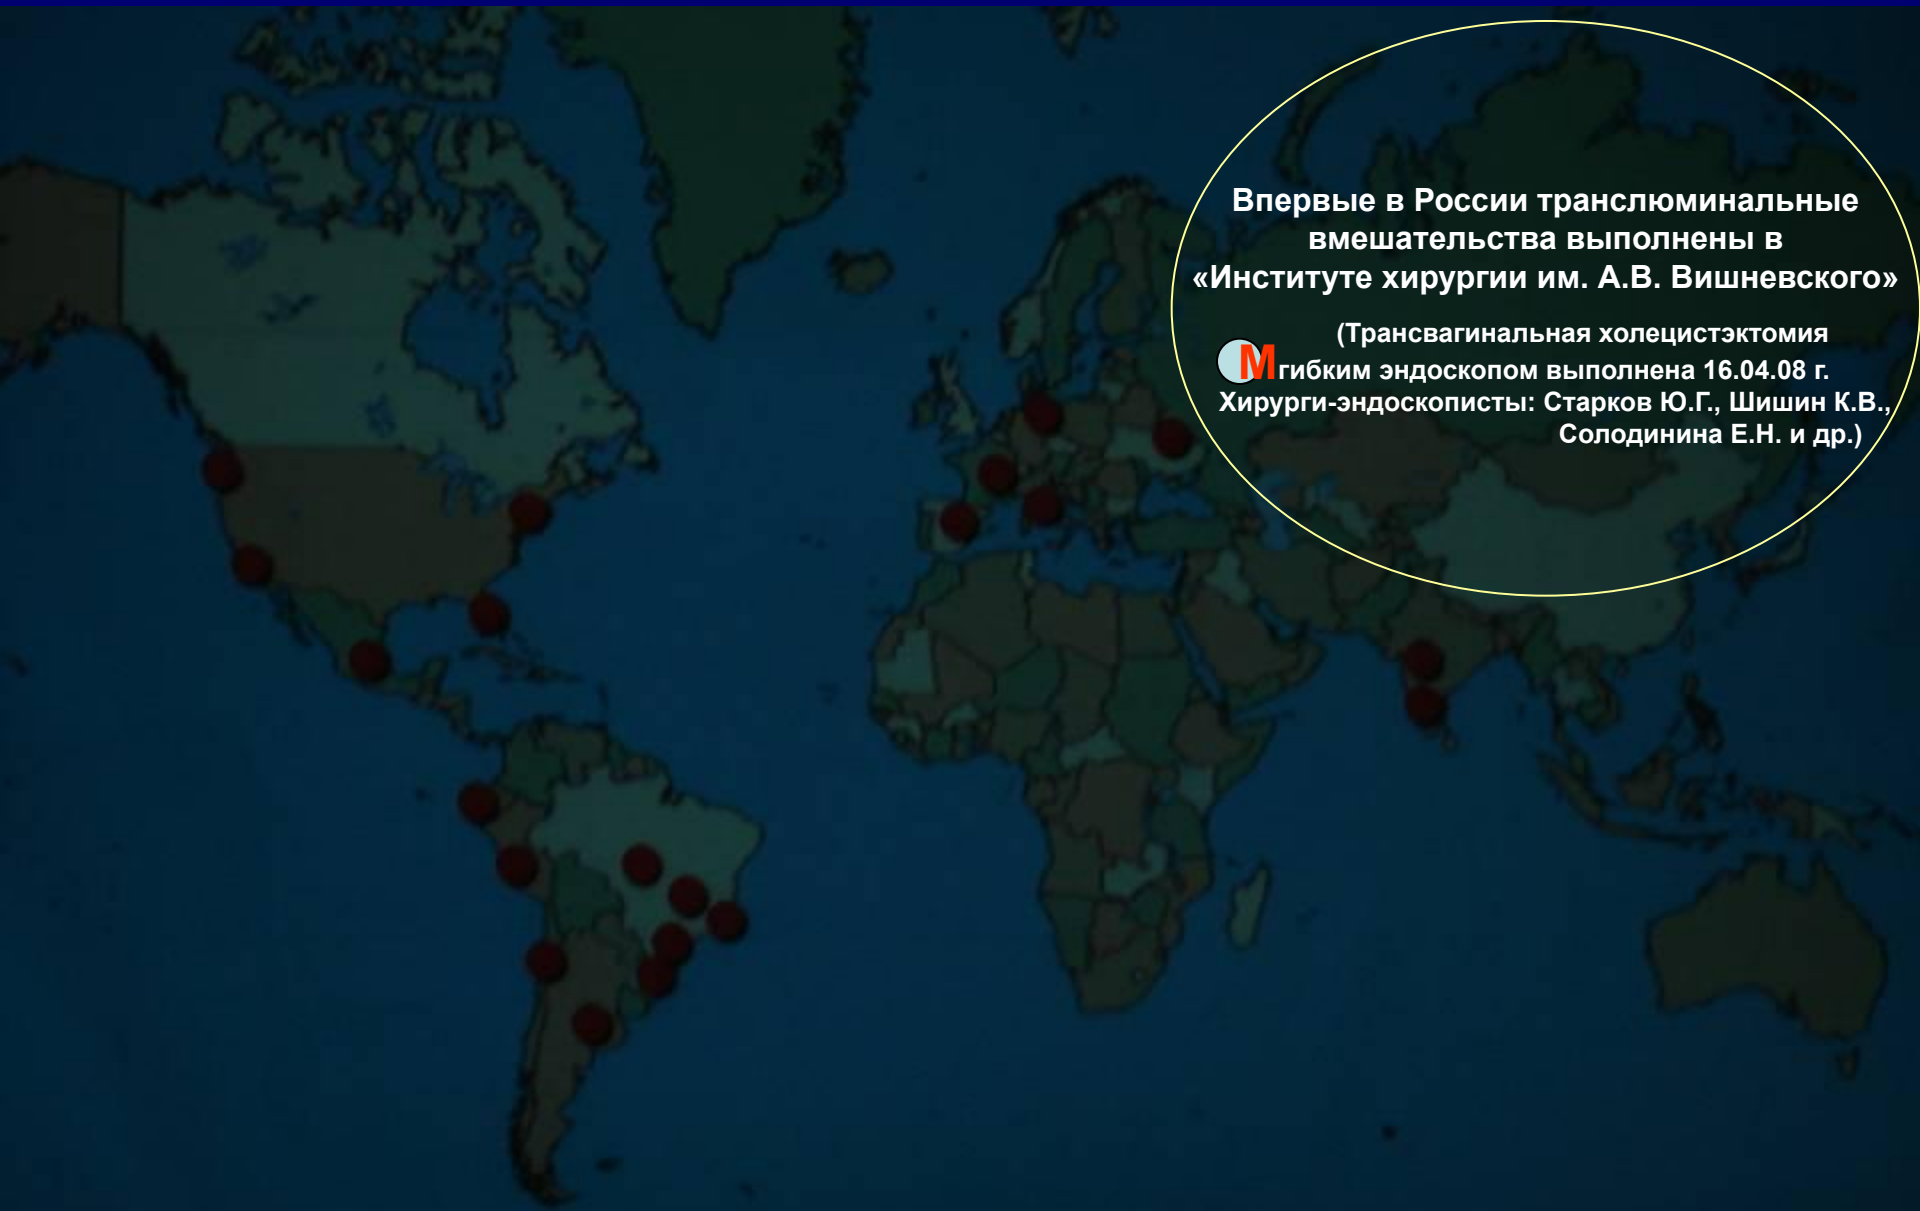 Впервые в России транслюминальные
вмешательства выполнены в
«Институте хирургии им. А.В. Вишневского»
(Трансвагинальная холецистэктомия
М гибким эндоскопом выполнена 16.04.08 г.
Хирурги-эндоскописты: Старков Ю.Г., Шишин К.В.,
Солодинина Е.Н. и др.)